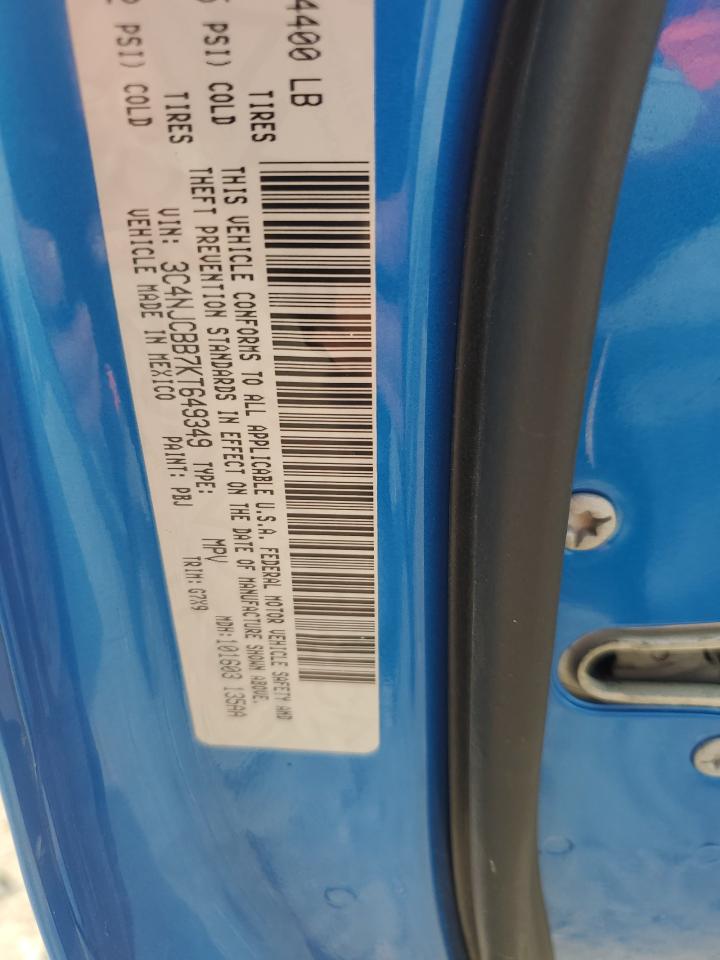 4400 LB
TIRES
PSI) COLD
TIRES
PSI) COLD
THIS VEHICLE CONFORMS TO ALL APPLICABLE U.S.A. FEDERAL MOTOR VEHICLE SAFETY AND
THEFT PREVENTION STANDARDS IN EFFECT ON THE DATE OF MANUFACTURE SHOWN ABOVE.
VIN: 3C4NJCBB7KT649349 TYPE: MPV MDH:101603 135AA
VEHICLE MADE IN MEXICO PAINT: PBJ TRIM: G7X9